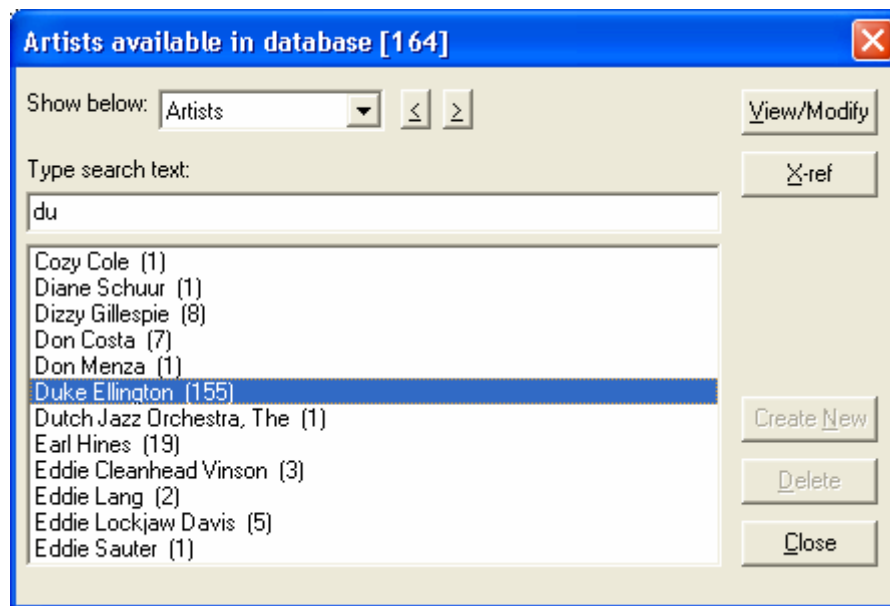 Artists available in database [164]
Show below: Artists < > View/Modify
Type search text: X-ref
du
Cozy Cole (1)
Diane Schuur (1)
Dizzy Gillespie (8)
Don Costa (7)
Don Menza (1)
Duke Ellington (155)
Dutch Jazz Orchestra, The (1)
Earl Hines (19)
Eddie Cleanhead Vinson (3)
Eddie Lang (2)
Eddie Lockjaw Davis (5)
Eddie Sauter (1)
Create New
Delete
Close